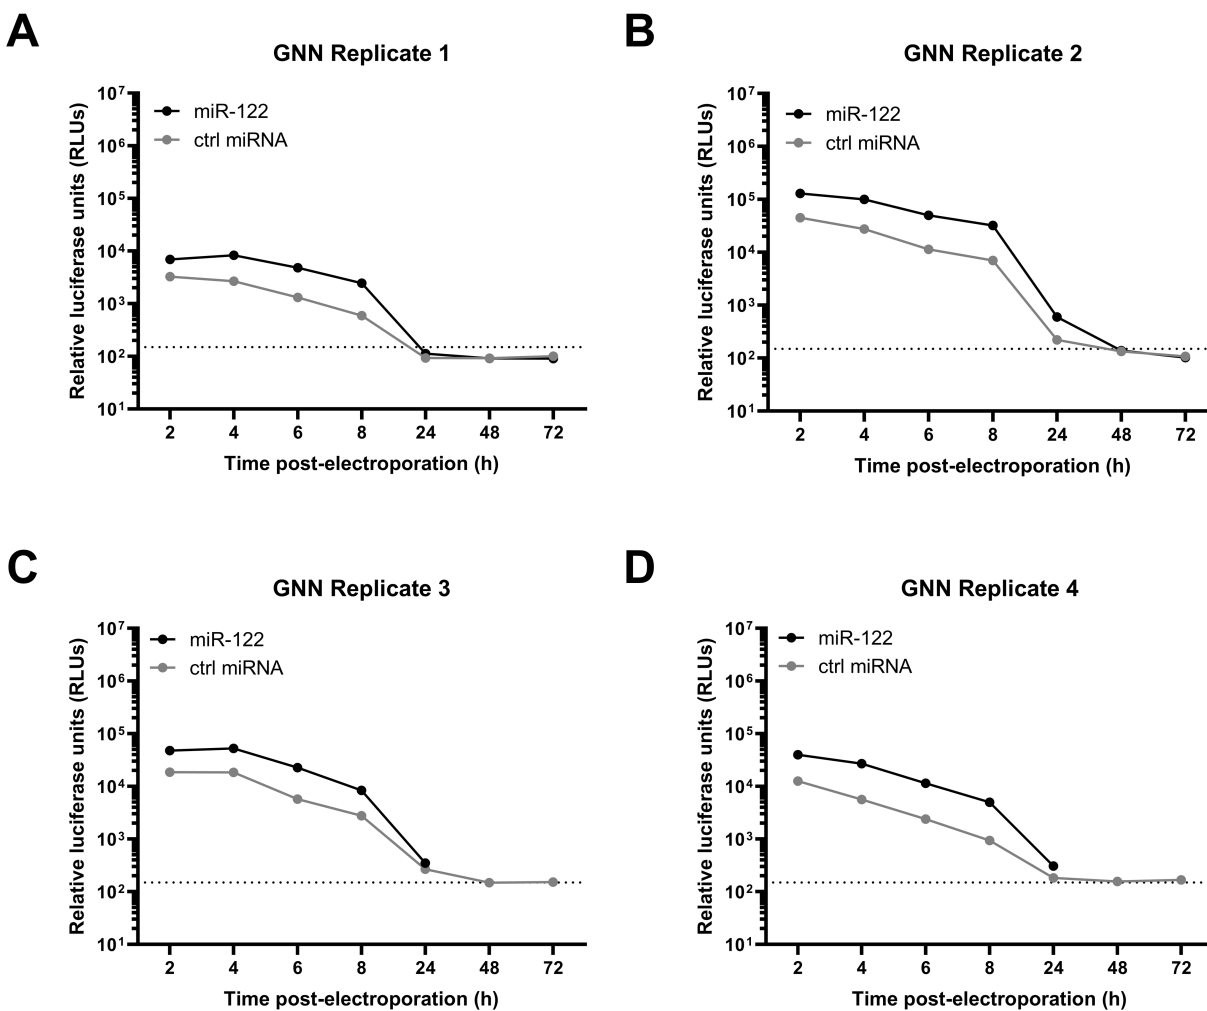 A
GNN Replicate 1
Relative luciferase units (RLUs)
10⁷
10⁶
10⁵
10⁴
10³
10²
10¹
miR-122
ctrl miRNA
2 4 6 8 24 48 72
Time post-electroporation (h)
B
GNN Replicate 2
Relative luciferase units (RLUs)
10⁷
10⁶
10⁵
10⁴
10³
10²
10¹
miR-122
ctrl miRNA
2 4 6 8 24 48 72
Time post-electroporation (h)
C
GNN Replicate 3
Relative luciferase units (RLUs)
10⁷
10⁶
10⁵
10⁴
10³
10²
10¹
miR-122
ctrl miRNA
2 4 6 8 24 48 72
Time post-electroporation (h)
D
GNN Replicate 4
Relative luciferase units (RLUs)
10⁷
10⁶
10⁵
10⁴
10³
10²
10¹
miR-122
ctrl miRNA
2 4 6 8 24 48 72
Time post-electroporation (h)